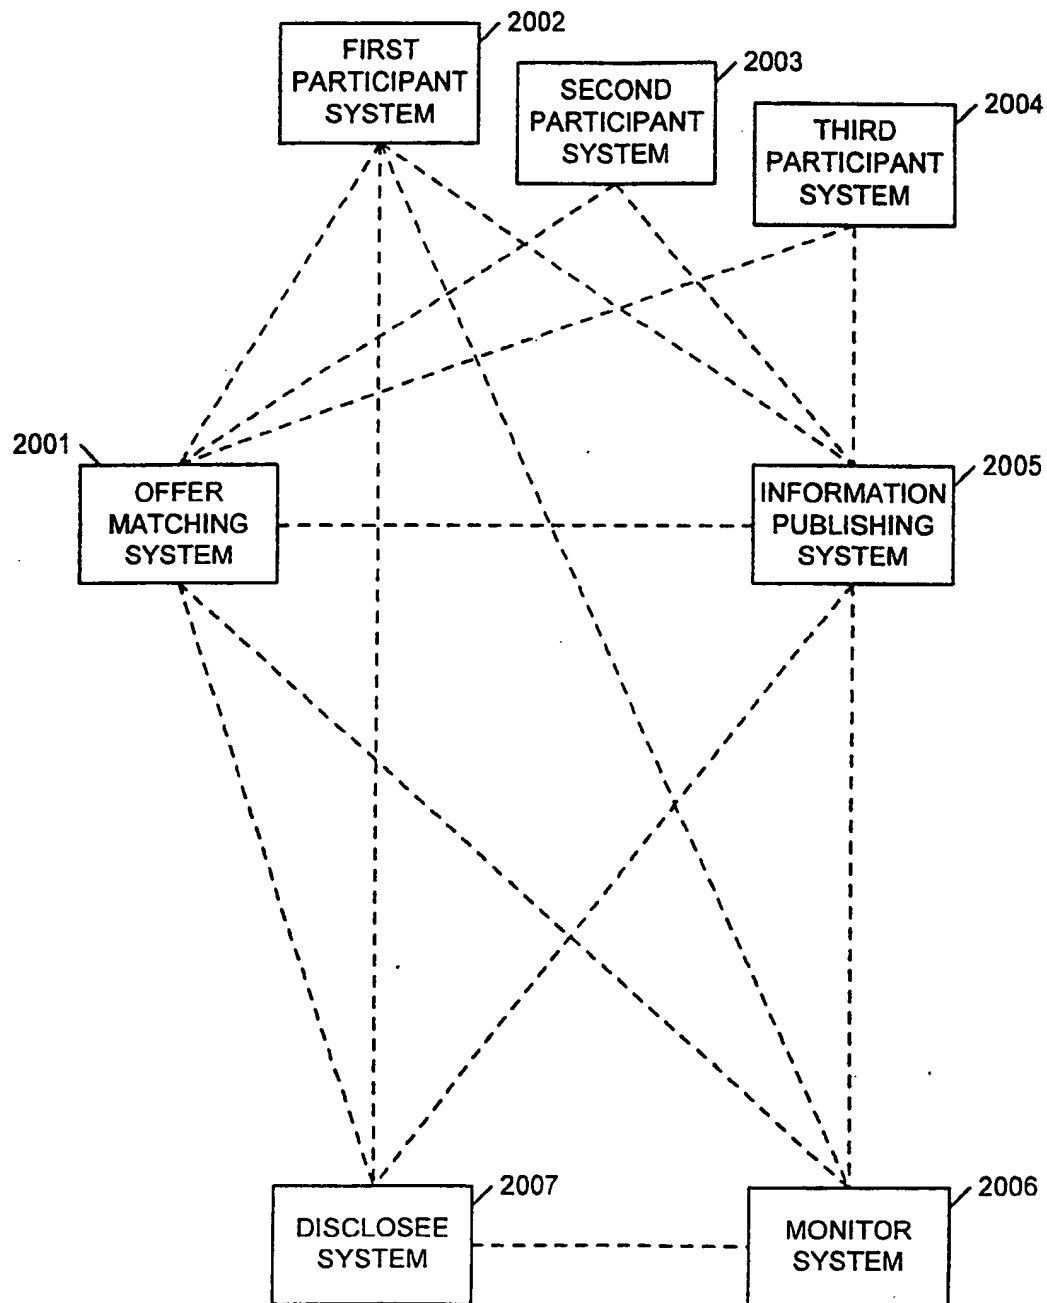 2002
FIRST
PARTICIPANT
SYSTEM
2003
SECOND
PARTICIPANT
SYSTEM
2004
THIRD
PARTICIPANT
SYSTEM
2001
OFFER
MATCHING
SYSTEM
2005
INFORMATION
PUBLISHING
SYSTEM
2007
DISCLOSEE
SYSTEM
2006
MONITOR
SYSTEM